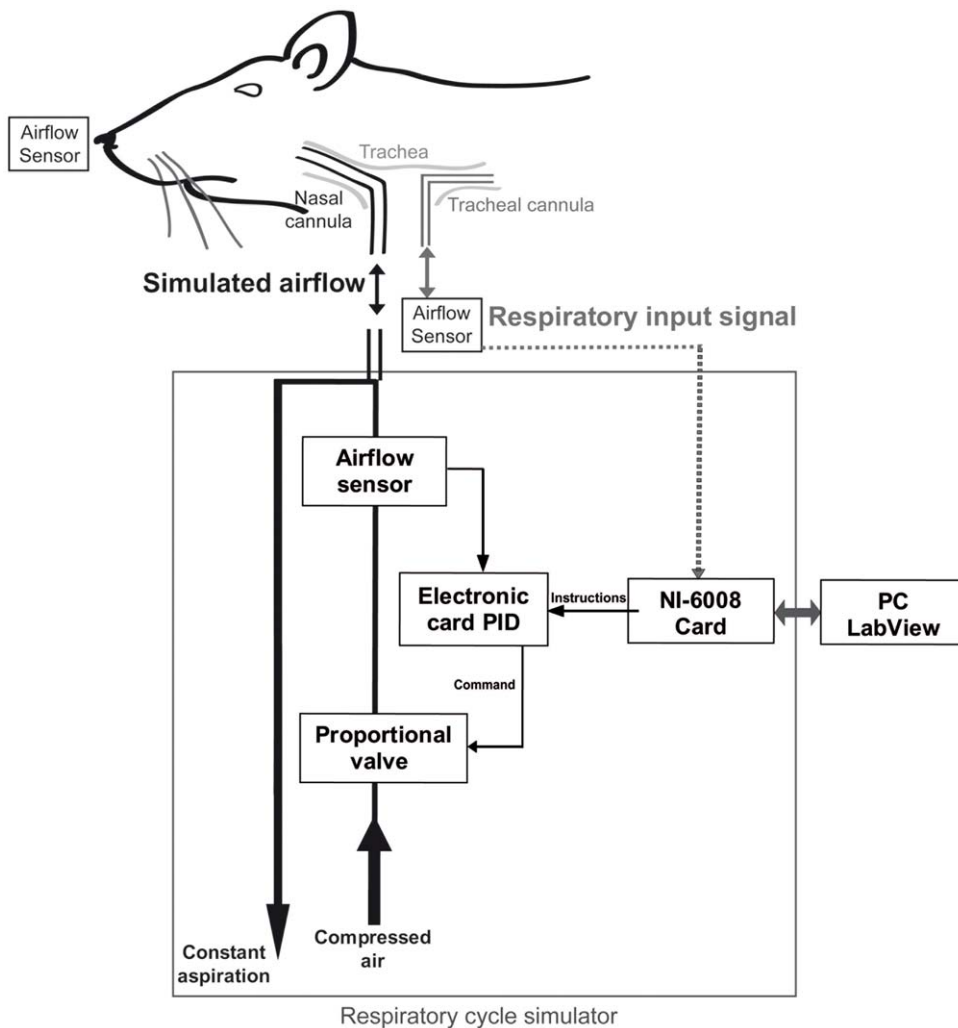 Airflow
Sensor
Trachea
Nasal
cannula
Tracheal cannula
Simulated airflow
Airflow
Sensor
Respiratory input signal
Airflow
sensor
Electronic
card PID
Instructions
NI-6008
Card
PC
LabView
Command
Proportional
valve
Constant
aspiration
Compressed
air
Respiratory cycle simulator